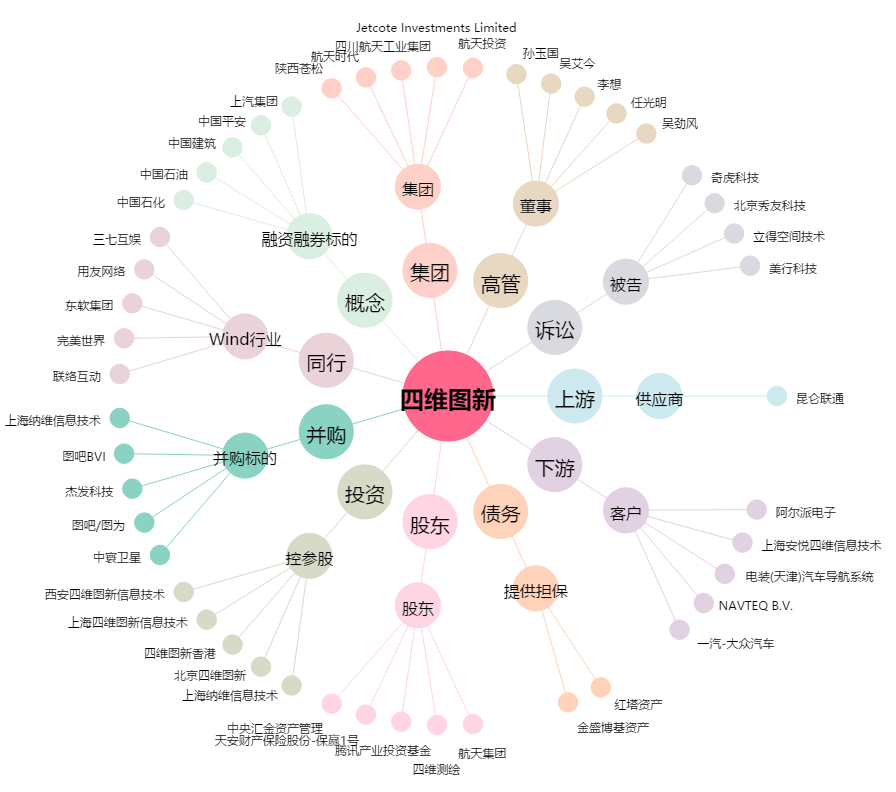 Jetcote Investments Limited
四川航天工业集团
航天投资
航天时代
陕西苍松
孙玉国
吴艾今
李想
任光明
吴劲风
上汽集团
中国平安
中国建筑
中国石油
中国石化
集团
董事
奇虎科技
北京秀友科技
立得空间技术
美行科技
融资融券标的
集团
高管
被告
三七互娱
用友网络
东软集团
完美世界
联络互动
概念
诉讼
Wind行业
同行
四维图新
上游
供应商
昆仑联通
上海纳维信息技术
图吧BVI
杰发科技
图吧/图为
中寰卫星
并购
并购标的
下游
投资
股东
债务
客户
阿尔派电子
上海安悦四维信息技术
电装(天津)汽车导航系统
NAVTEQ B.V.
一汽-大众汽车
控参股
西安四维图新信息技术
上海四维图新信息技术
四维图新香港
北京四维图新
上海纳维信息技术
股东
提供担保
红塔资产
金盛博基资产
中央汇金资产管理
天安财产保险股份-保赢1号
腾讯产业投资基金
四维测绘
航天集团